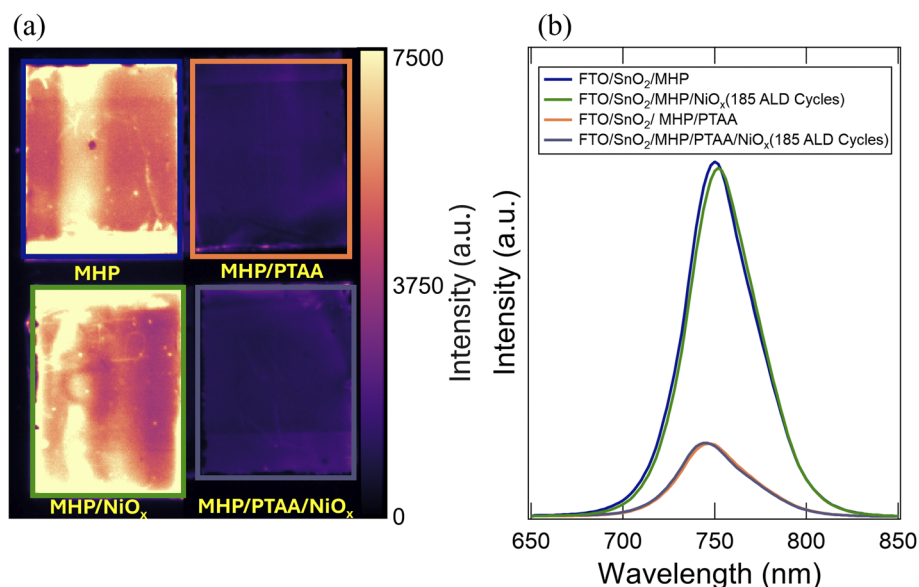 (a)
7500
3750
0
Intensity (a.u.)
MHP
MHP/PTAA
MHP/NiOₓ
MHP/PTAA/NiOₓ
(b)
FTO/SnO₂/MHP
FTO/SnO₂/MHP/NiOₓ(185 ALD Cycles)
FTO/SnO₂/ MHP/PTAA
FTO/SnO₂/MHP/PTAA/NiOₓ(185 ALD Cycles)
Intensity (a.u.)
650 700 750 800 850
Wavelength (nm)